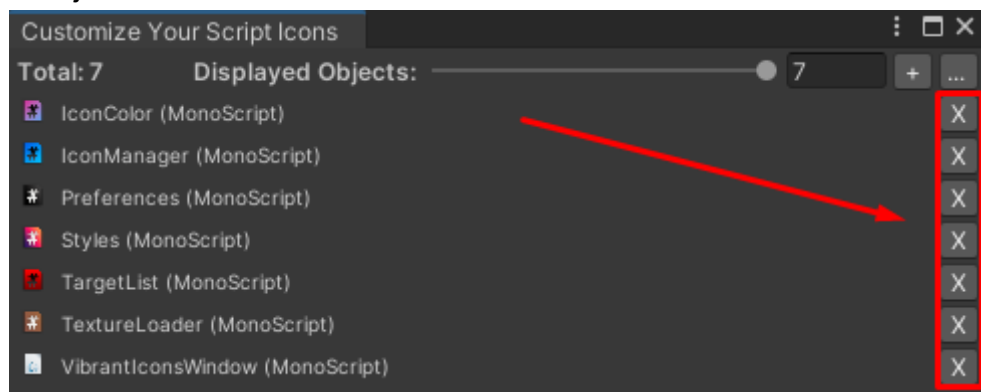 Customize Your Script Icons
Total: 7 Displayed Objects: 7 + ...
IconColor (MonoScript) X
IconManager (MonoScript) X
Preferences (MonoScript) X
Styles (MonoScript) X
TargetList (MonoScript) X
TextureLoader (MonoScript) X
VibrantIconsWindow (MonoScript) X